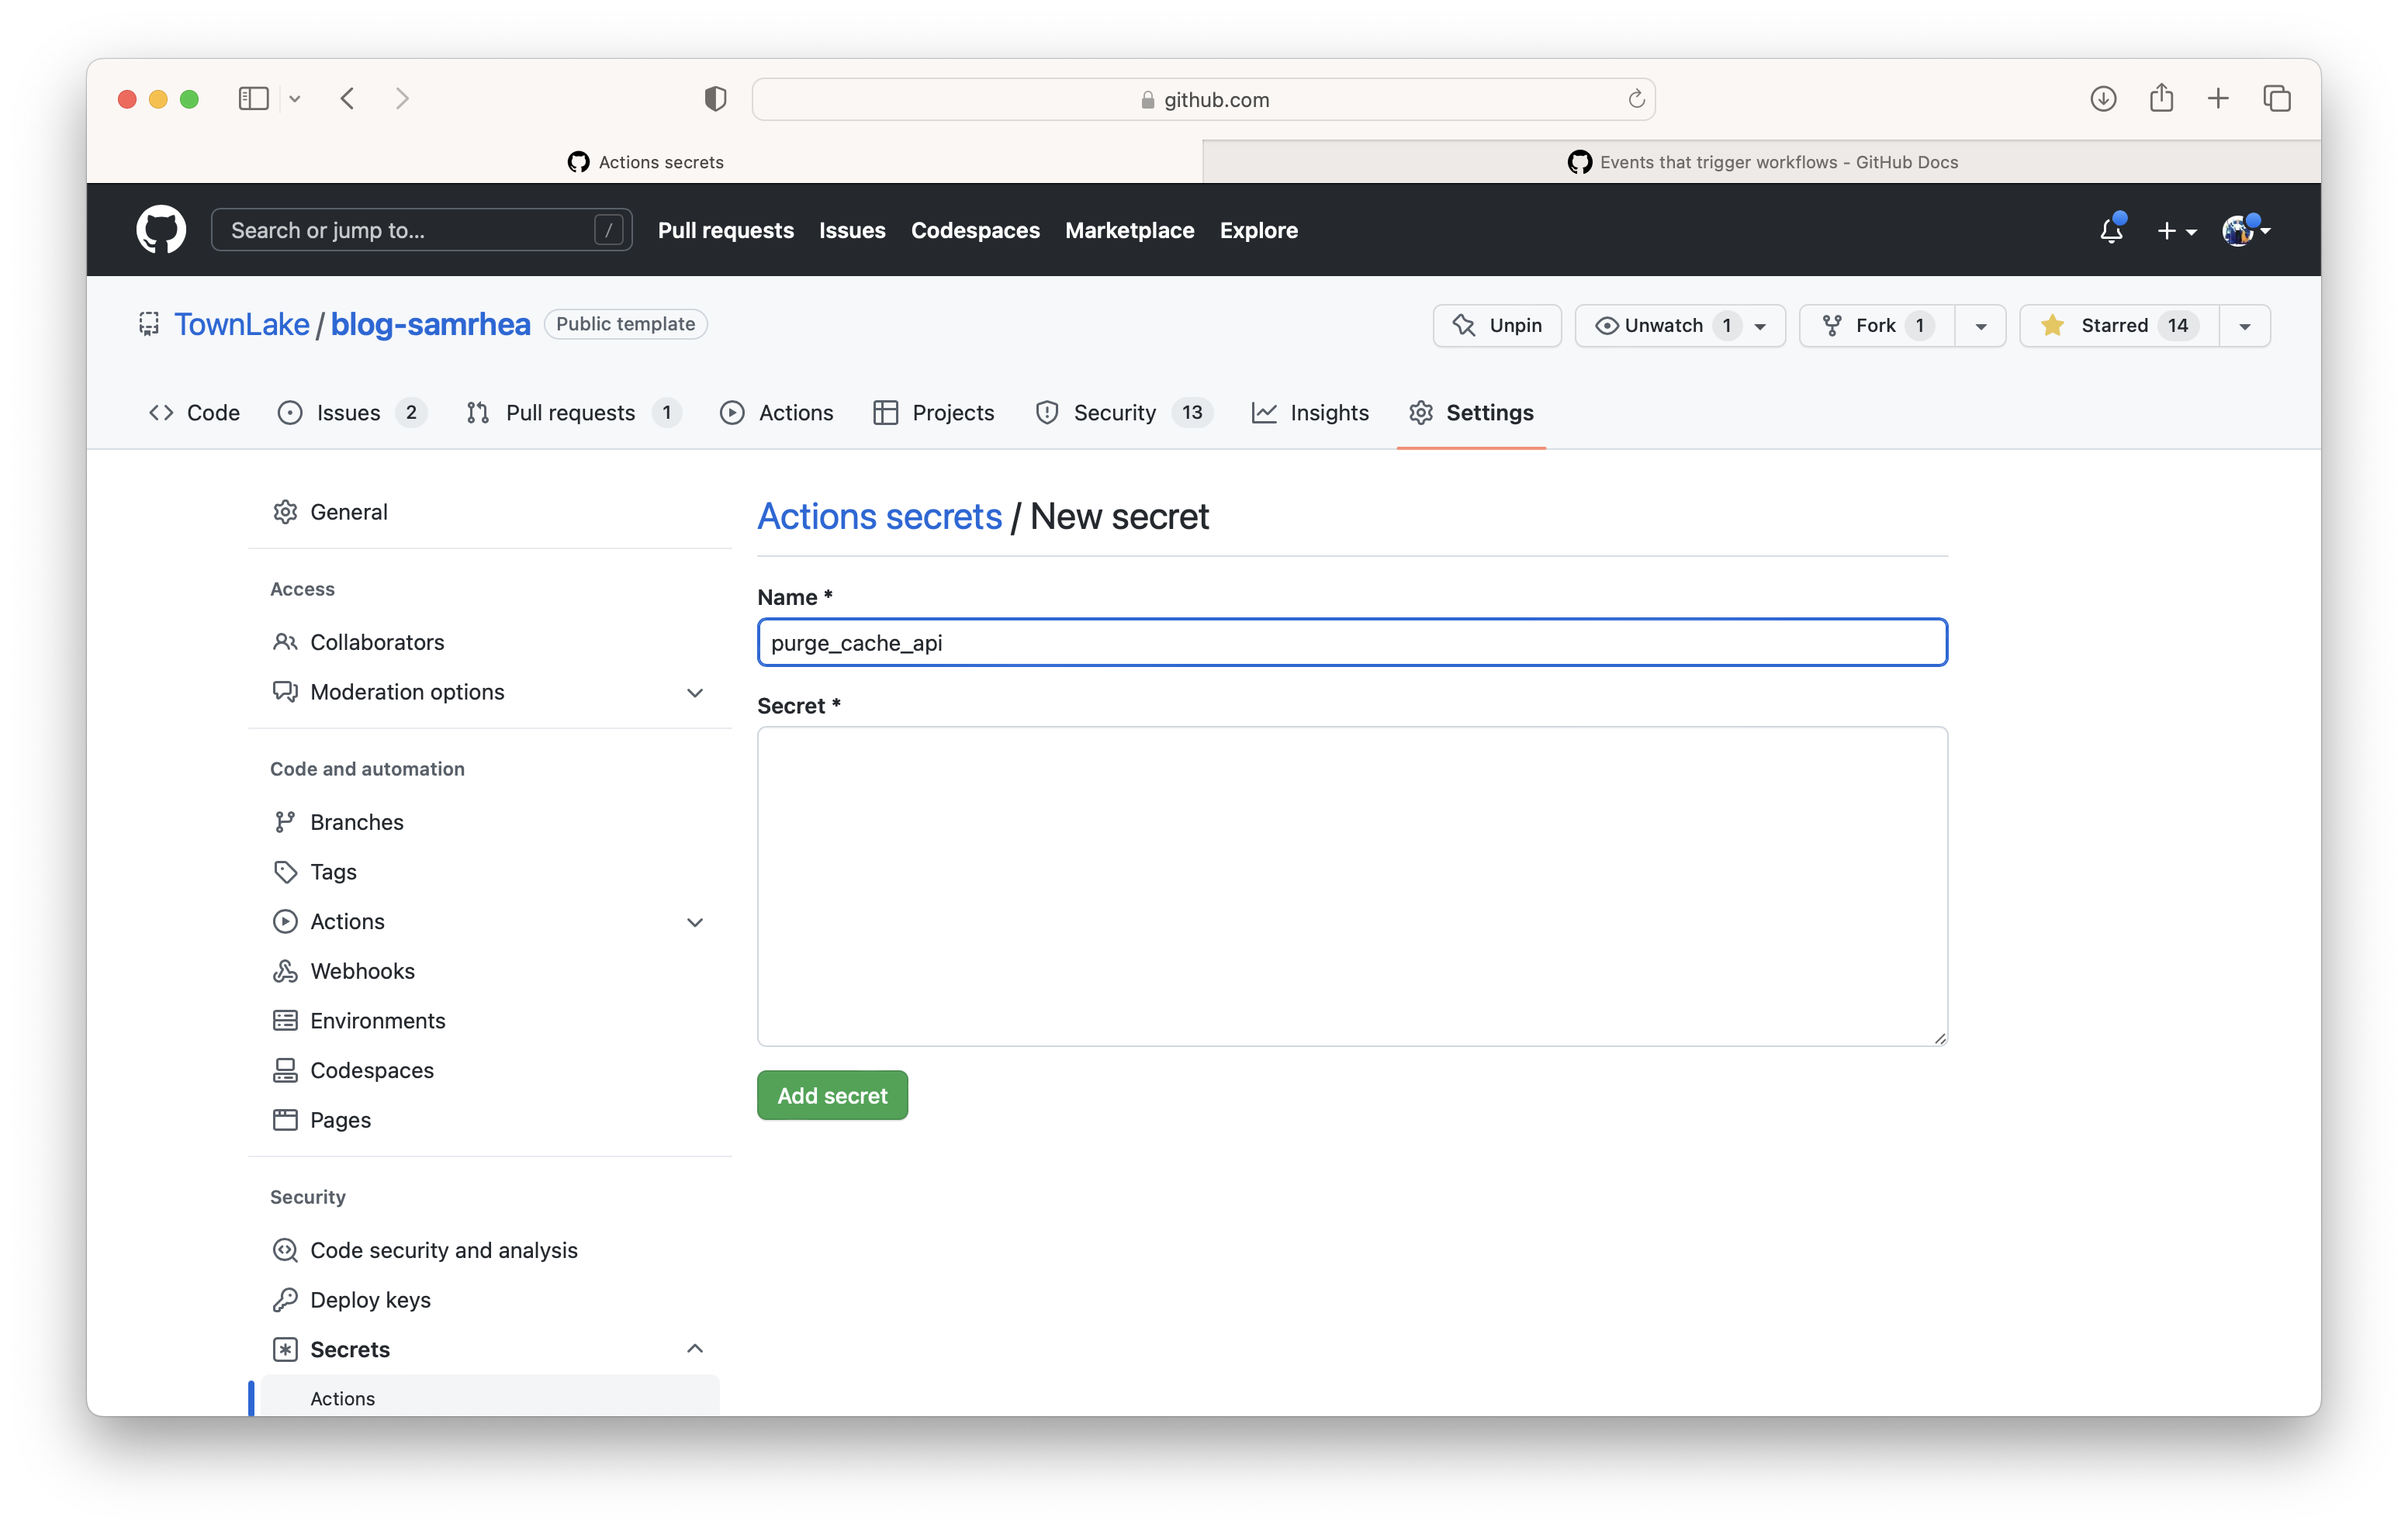 github.com
Actions secrets
Events that trigger workflows - GitHub Docs
Search or jump to... /
Pull requests Issues Codespaces Marketplace Explore
TownLake / blog-samrhea Public template
Unpin Unwatch 1 Fork 1 Starred 14
Code Issues 2 Pull requests 1 Actions Projects Security 13 Insights Settings
General
Access
Collaborators
Moderation options
Code and automation
Branches
Tags
Actions
Webhooks
Environments
Codespaces
Pages
Security
Code security and analysis
Deploy keys
Secrets
Actions
Actions secrets / New secret
Name *
purge_cache_api
Secret *
Add secret